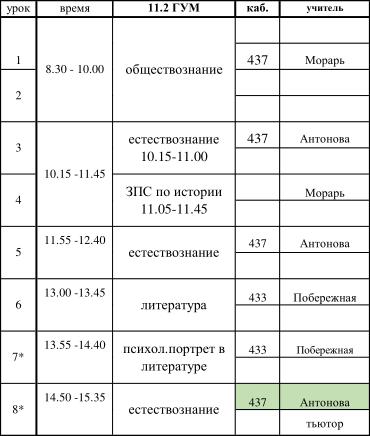 урок время 11.2 ГУМ каб. учитель
1 8.30 - 10.00 обществознание 437 Морарь
2
3 10.15 -11.45 естествознание 437 Антонова
10.15-11.00
4 ЗПС по истории Морарь
11.05-11.45
5 11.55 -12.40 естествознание 437 Антонова
6 13.00 -13.45 литература 433 Побережная
7* 13.55 -14.40 психол.портрет в 433 Побережная
литературе
8* 14.50 -15.35 естествознание 437 Антонова
тьютор